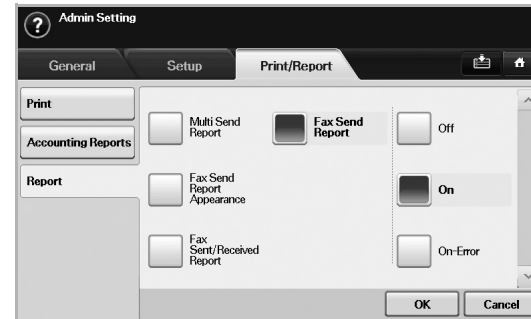 ?
Admin Setting
General
Setup
Print/Report
Print
Accounting Reports
Report
Multi Send
Report
Fax Send
Report
Off
Fax Send
Report
Appearance
On
Fax
Sent/Received
Report
On-Error
OK
Cancel